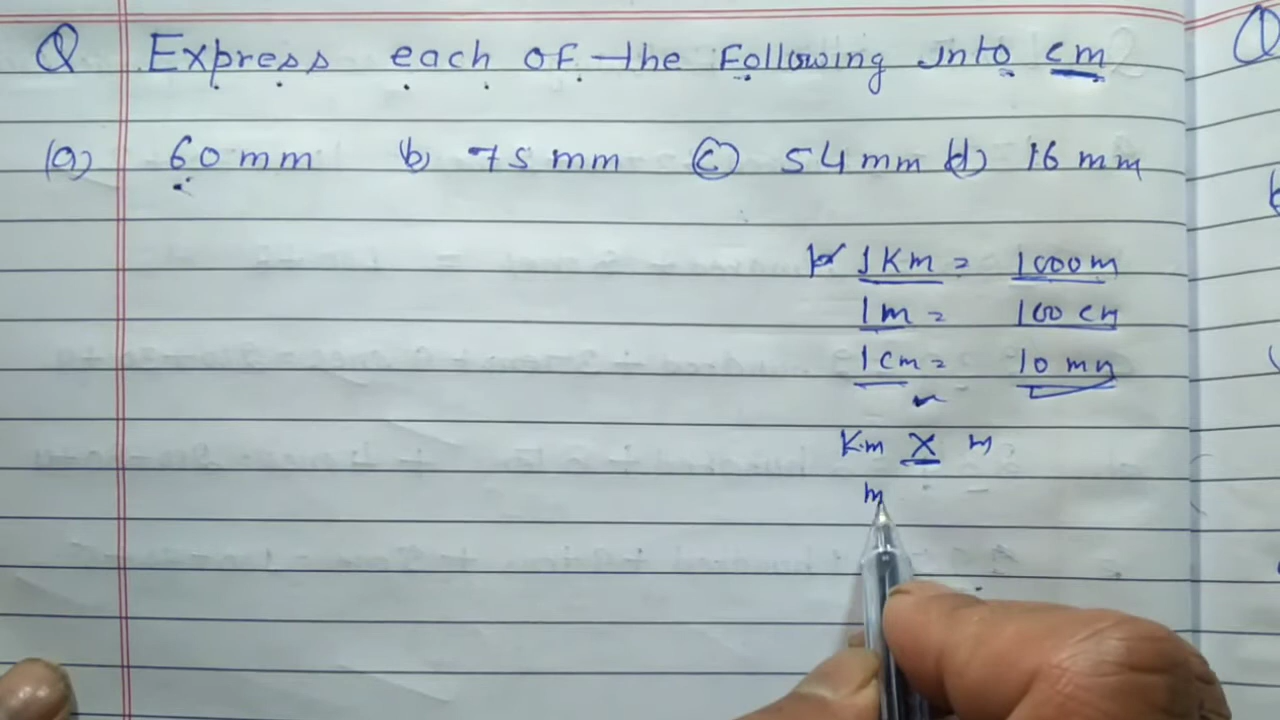 Q Express each of the Following into cm
(a) 60 mm b) 75 mm (c) 54 mm d) 16 mm
1 Km = 1000 m
1 m = 100 cm
1 cm = 10 mm
Km X m
m